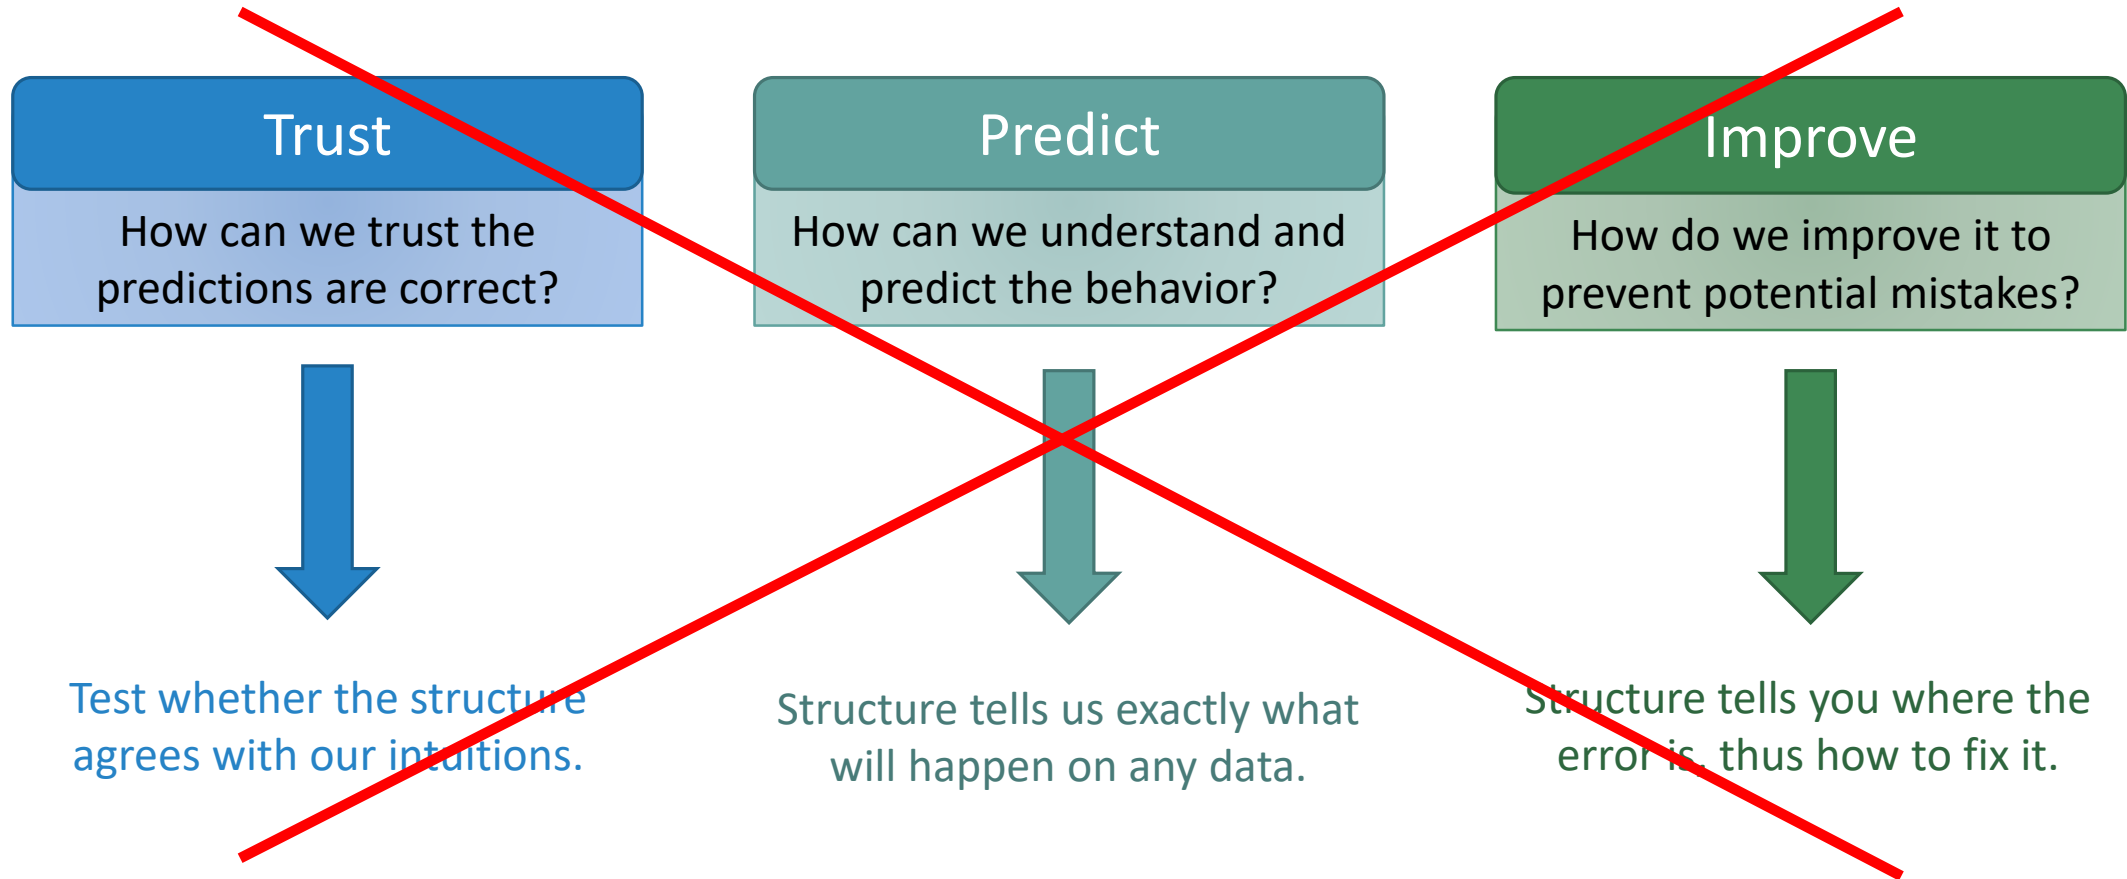 Trust
How can we trust the
predictions are correct?
Test whether the structure
agrees with our intuitions.
Predict
How can we understand and
predict the behavior?
Structure tells us exactly what
will happen on any data.
Improve
How do we improve it to
prevent potential mistakes?
Structure tells you where the
error is, thus how to fix it.